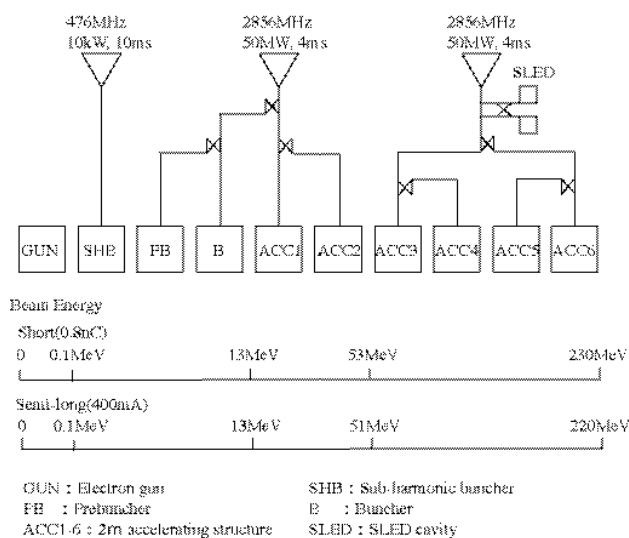 476MHz 2856MHz 2856MHz
10kW, 10ms 50MW, 4ms 50MW, 4ms
SLED
GUN SHB PB B ACC1 ACC2 ACC3 ACC4 ACC5 ACC6
Beam Energy
Short(0.8nC)
0 0.1MeV 13MeV 53MeV 230MeV
Semi-long(400mA)
0 0.1MeV 13MeV 51MeV 220MeV
GUN : Electron gun SHB : Sub-harmonic buncher
PB : Prebuncher B : Buncher
ACC1-6 : 2m accelerating structure SLED : SLED cavity